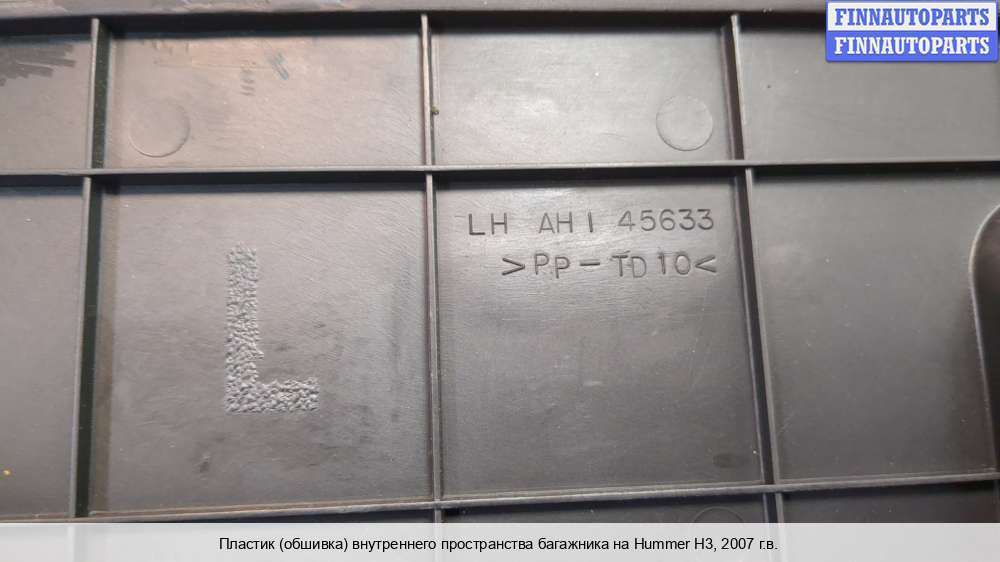 FINNAUTOPARTS
FINNAUTOPARTS
LH AH1 45633
>PP-TD10<
L
Пластик (обшивка) внутреннего пространства багажника на Hummer H3, 2007 г.в.